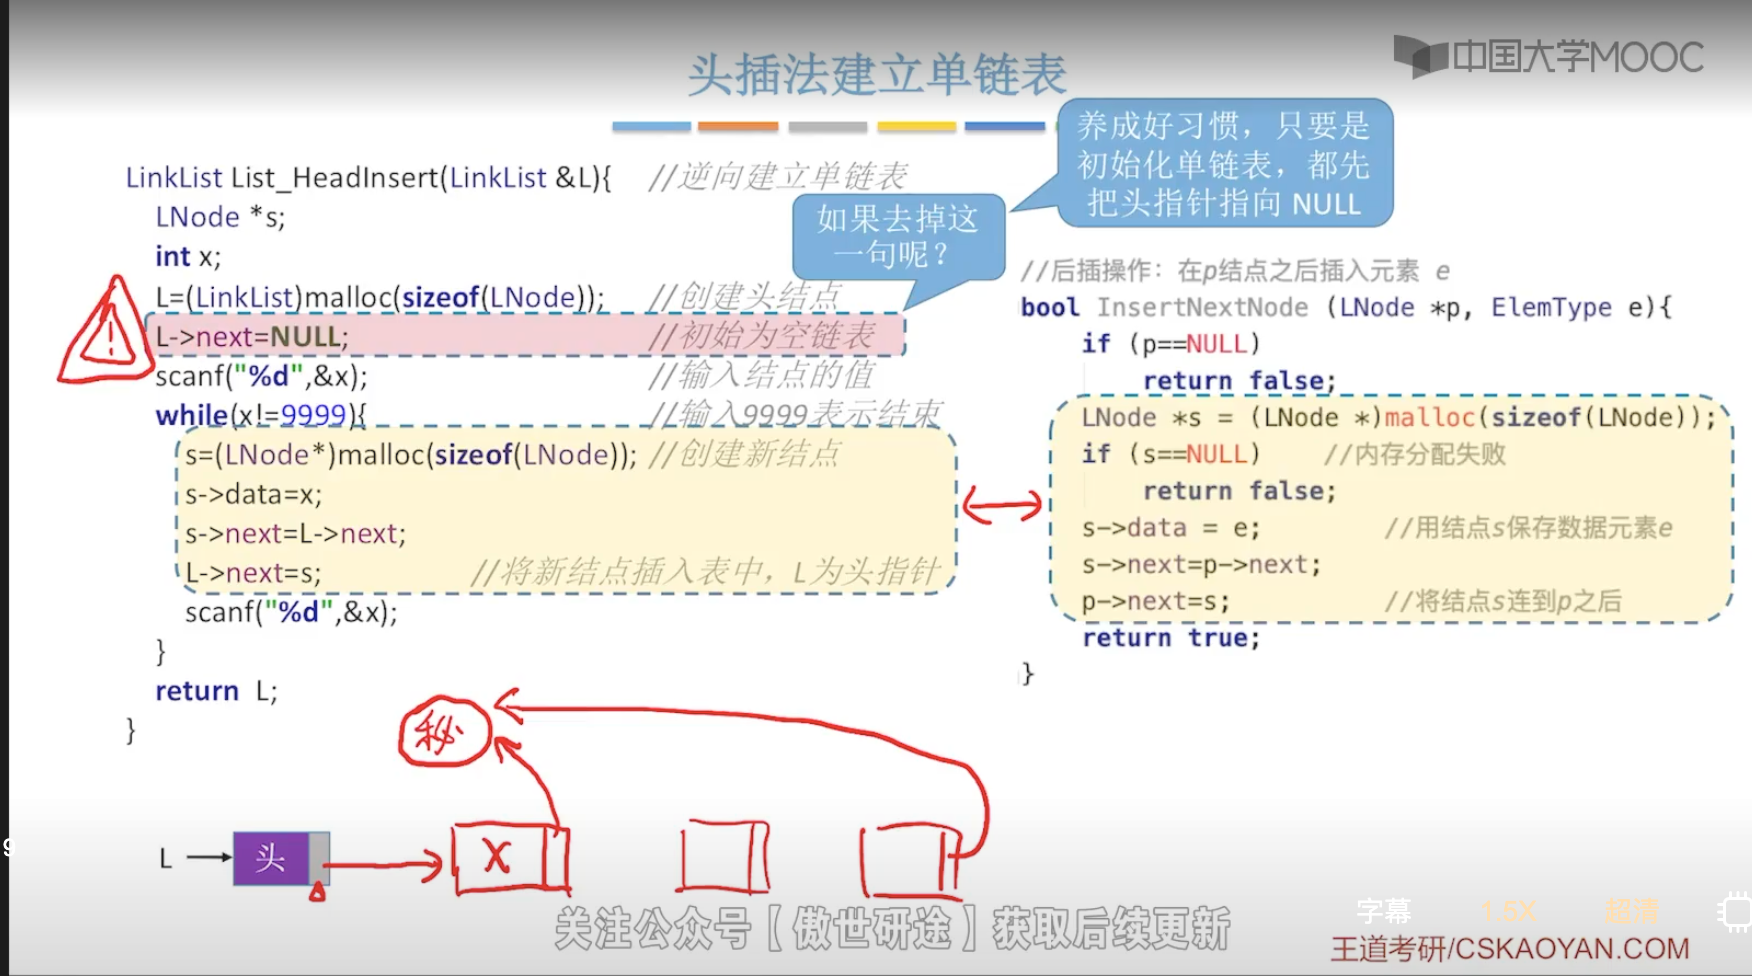 中国大学MOOC
头插法建立单链表
养成好习惯，只要是
初始化单链表，都先
把头指针指向 NULL
LinkList List_HeadInsert(LinkList &L){ //逆向建立单链表
LNode *s;
如果去掉这
一句呢？
int x;
L=(LinkList)malloc(sizeof(LNode)); //创建头结点
L->next=NULL; //初始为空链表
scanf("%d",&x); //输入结点的值
while(x!=9999){ //输入9999表示结束
s=(LNode*)malloc(sizeof(LNode)); //创建新结点
s->data=x;
s->next=L->next;
L->next=s; //将新结点插入表中，L为头指针
scanf("%d",&x);
}
return L;
}
//后插操作：在p结点之后插入元素 e
bool InsertNextNode (LNode *p, ElemType e){
if (p==NULL)
return false;
LNode *s = (LNode *)malloc(sizeof(LNode));
if (s==NULL) //内存分配失败
return false;
s->data = e; //用结点s保存数据元素e
s->next=p->next;
p->next=s; //将结点s连到p之后
return true;
}
秘
9
L 头 X
关注公众号【傲世研途】获取后续更新
字幕 1.5X 超清
王道考研/CSKAOYAN.COM